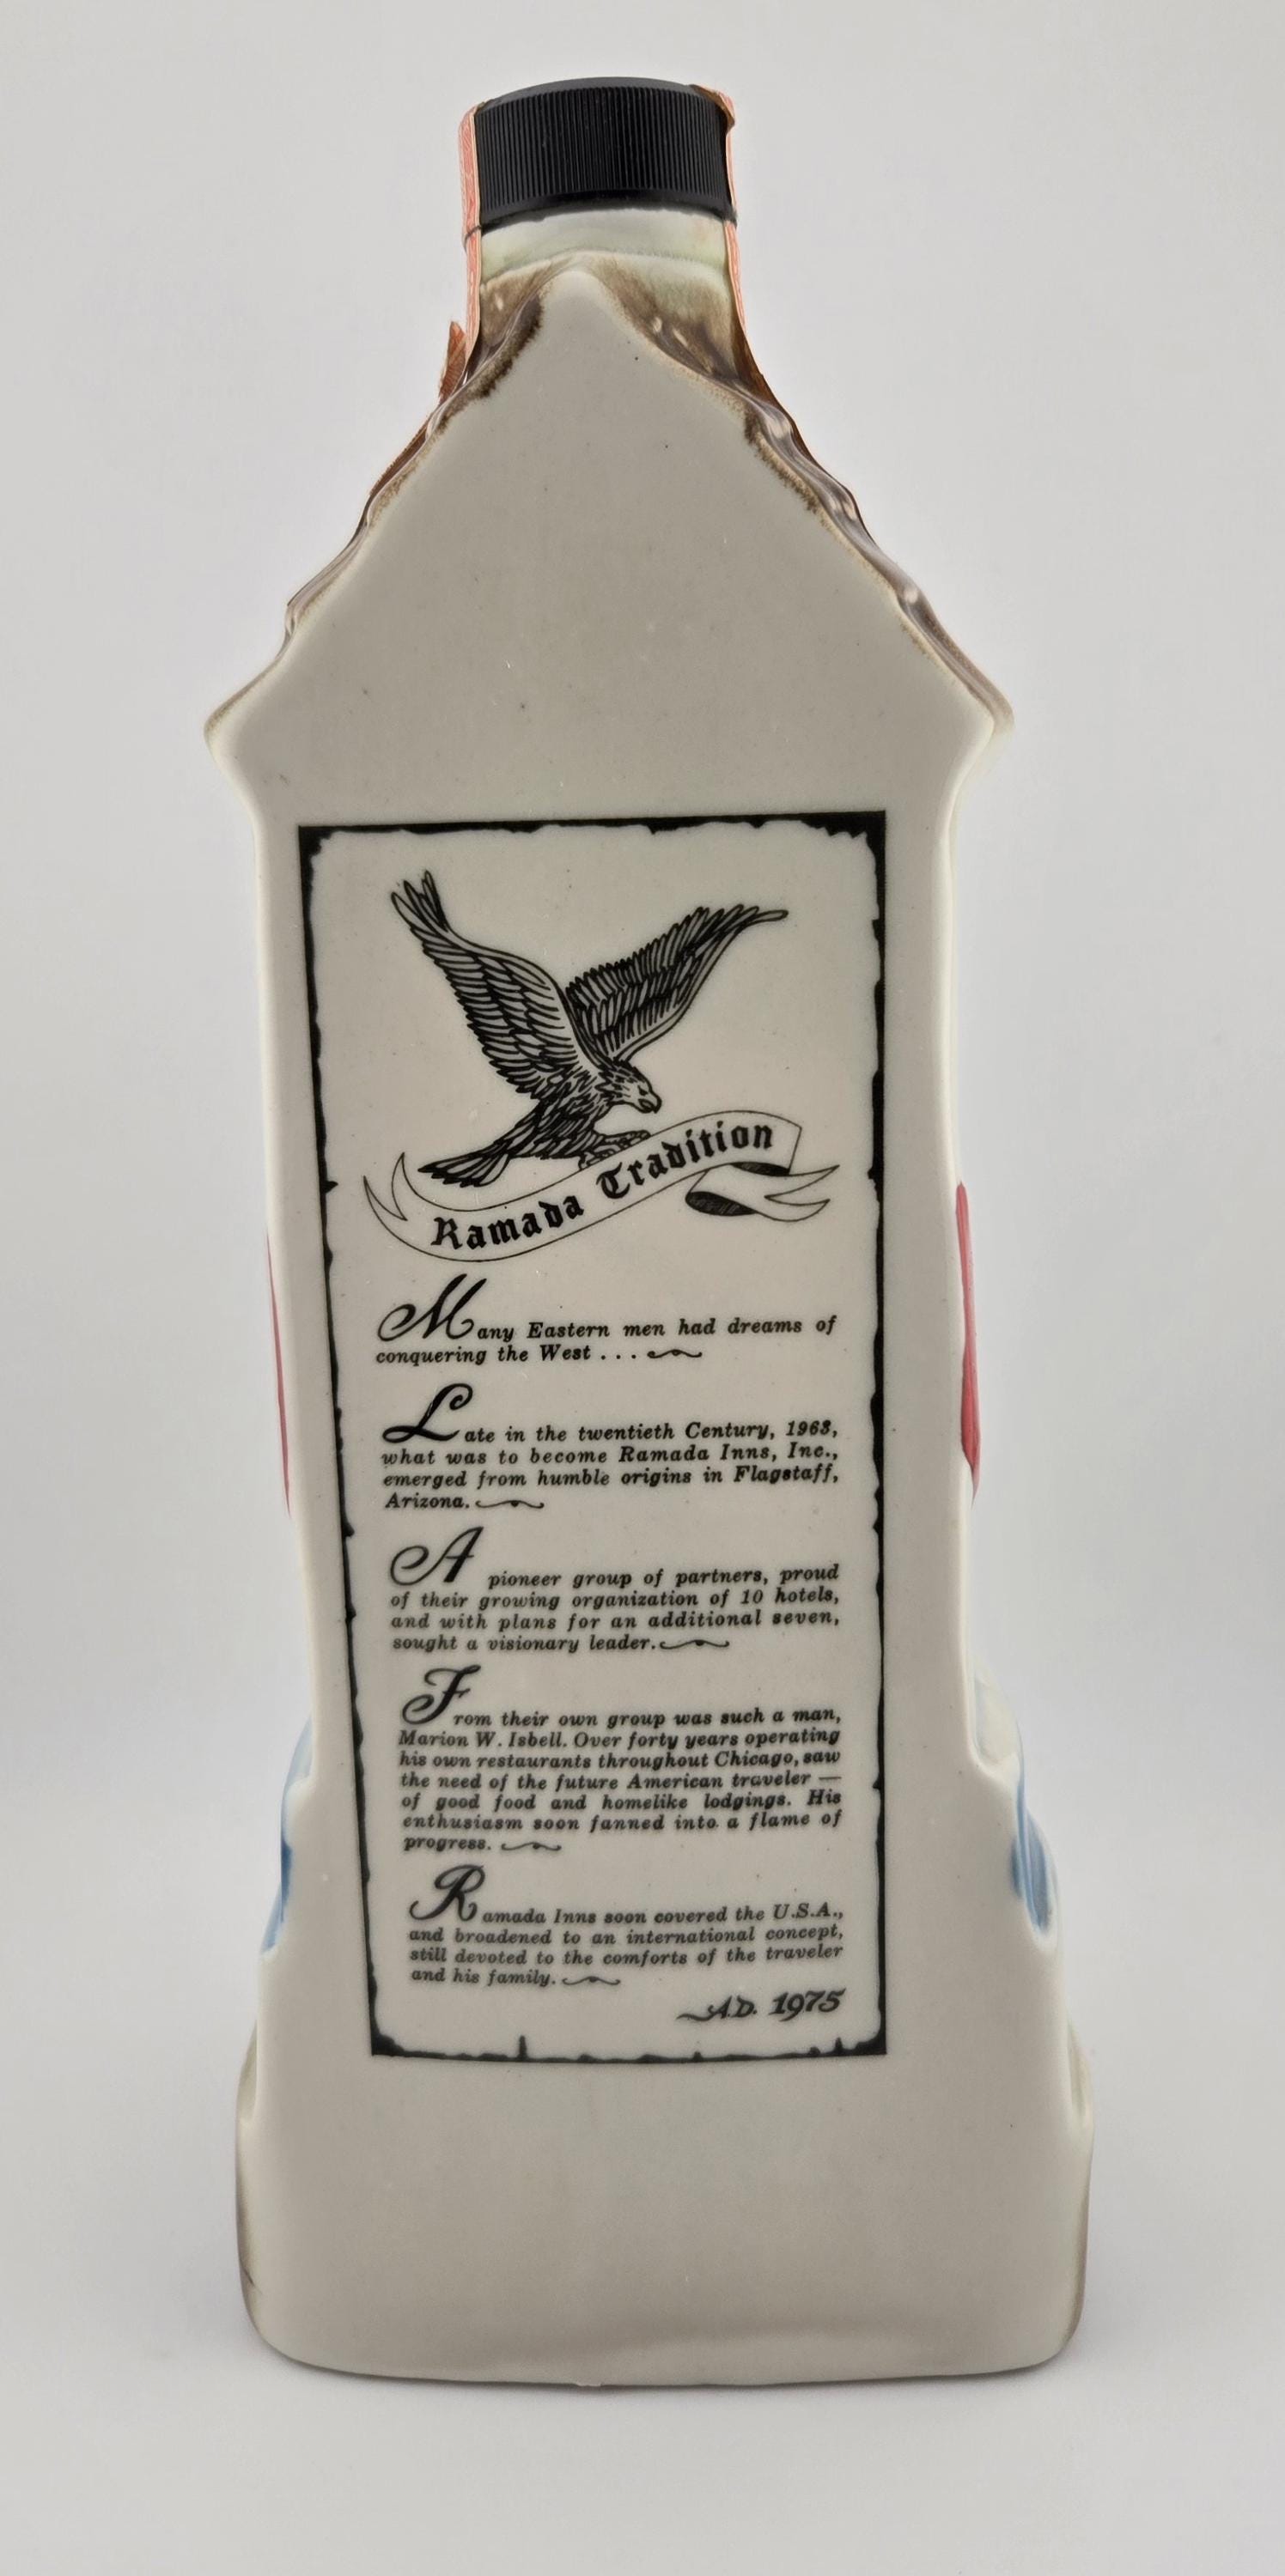 Ramada Tradition
Many Eastern men had dreams of
conquering the West . . .
Late in the twentieth Century, 1963,
what was to become Ramada Inns, Inc.,
emerged from humble origins in Flagstaff,
Arizona.
A pioneer group of partners, proud
of their growing organization of 10 hotels,
and with plans for an additional seven,
sought a visionary leader.
From their own group was such a man,
Marion W. Isbell. Over forty years operating
his own restaurants throughout Chicago, saw
the need of the future American traveler —
of good food and homelike lodgings. His
enthusiasm soon fanned into a flame of
progress.
Ramada Inns soon covered the U.S.A.,
and broadened to an international concept,
still devoted to the comforts of the traveler
and his family.
A.D. 1975